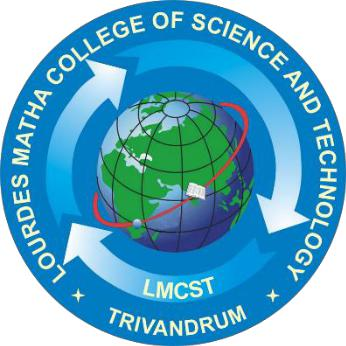 LOURDES MATHA COLLEGE OF SCIENCE AND TECHNOLOGY
LMCST
TRIVANDRUM